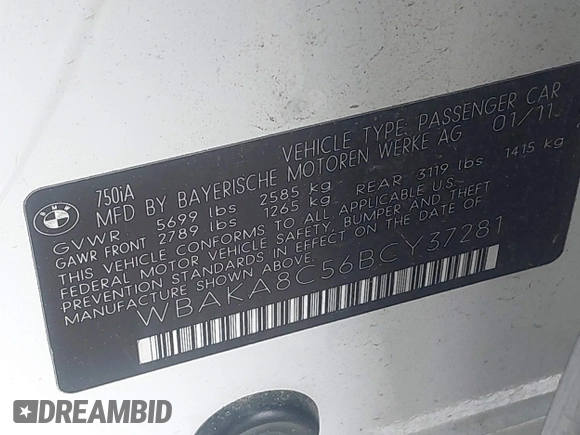 BMW
750iA
VEHICLE TYPE: PASSENGER CAR
MFD BY BAYERISCHE MOTOREN WERKE AG 01/11
GVWR 5699 lbs 2585 kg
GAWR FRONT 2789 lbs 1265 kg REAR 3119 lbs 1415 kg
THIS VEHICLE CONFORMS TO ALL APPLICABLE U.S.
FEDERAL MOTOR VEHICLE SAFETY, BUMPER AND THEFT
PREVENTION STANDARDS IN EFFECT ON THE DATE OF
MANUFACTURE SHOWN ABOVE.
WBAKA8C56BCY37281
DREAMBID